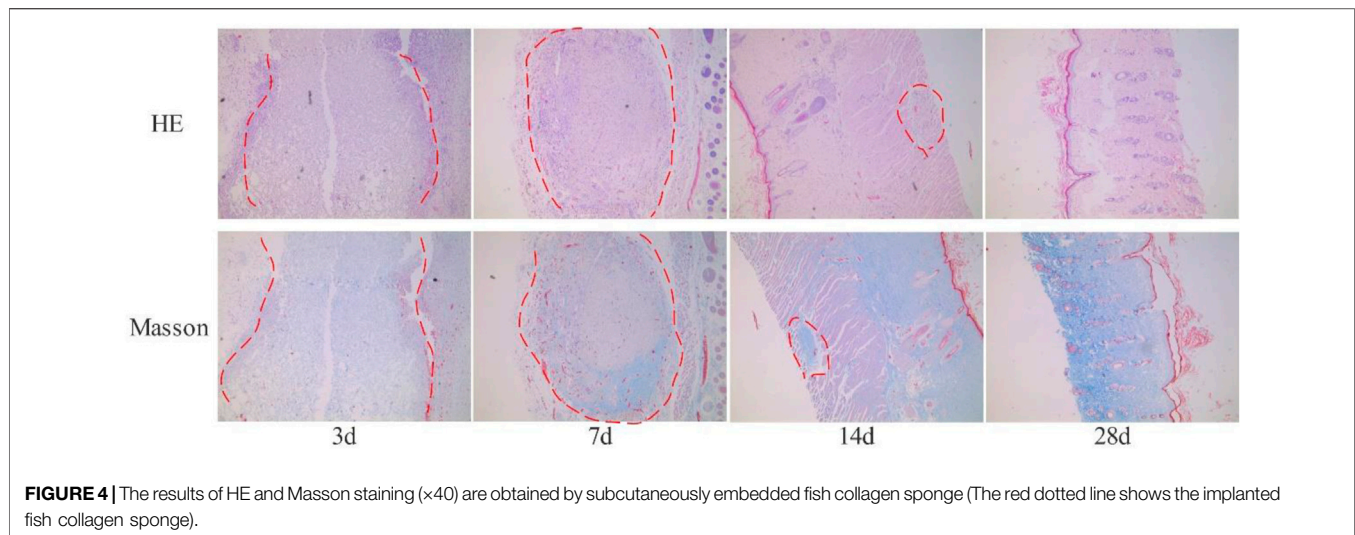 HE
Masson
3d 7d 14d 28d
FIGURE 4 | The results of HE and Masson staining (×40) are obtained by subcutaneously embedded fish collagen sponge (The red dotted line shows the implanted
fish collagen sponge).